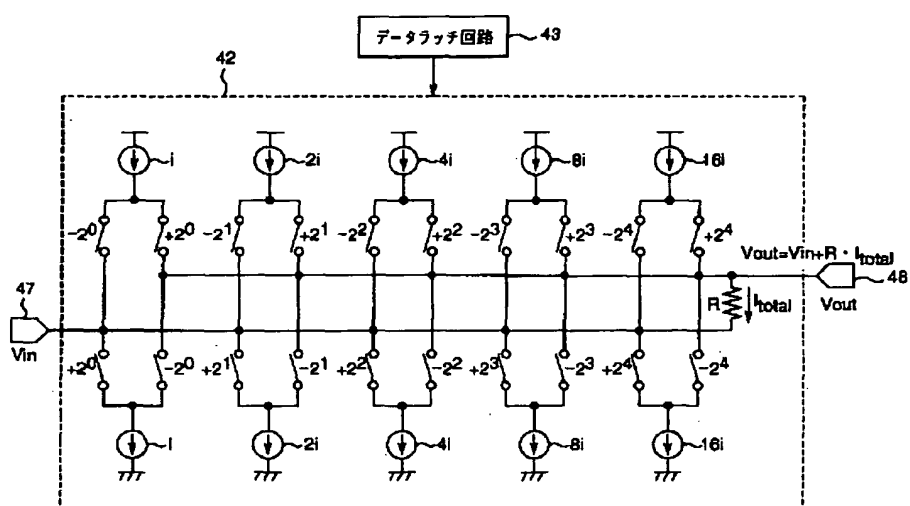 データラッチ回路
43
42
i 2i 4i 8i 16i
-2⁰ +2⁰ -2¹ +2¹ -2² +2² -2³ +2³ -2⁴ +2⁴
Vout=Vin+R・Itotal
48
47
R Itotal
Vout
Vin
+2⁰ -2⁰ +2¹ -2¹ +2² -2² +2³ -2³ +2⁴ -2⁴
i 2i 4i 8i 16i